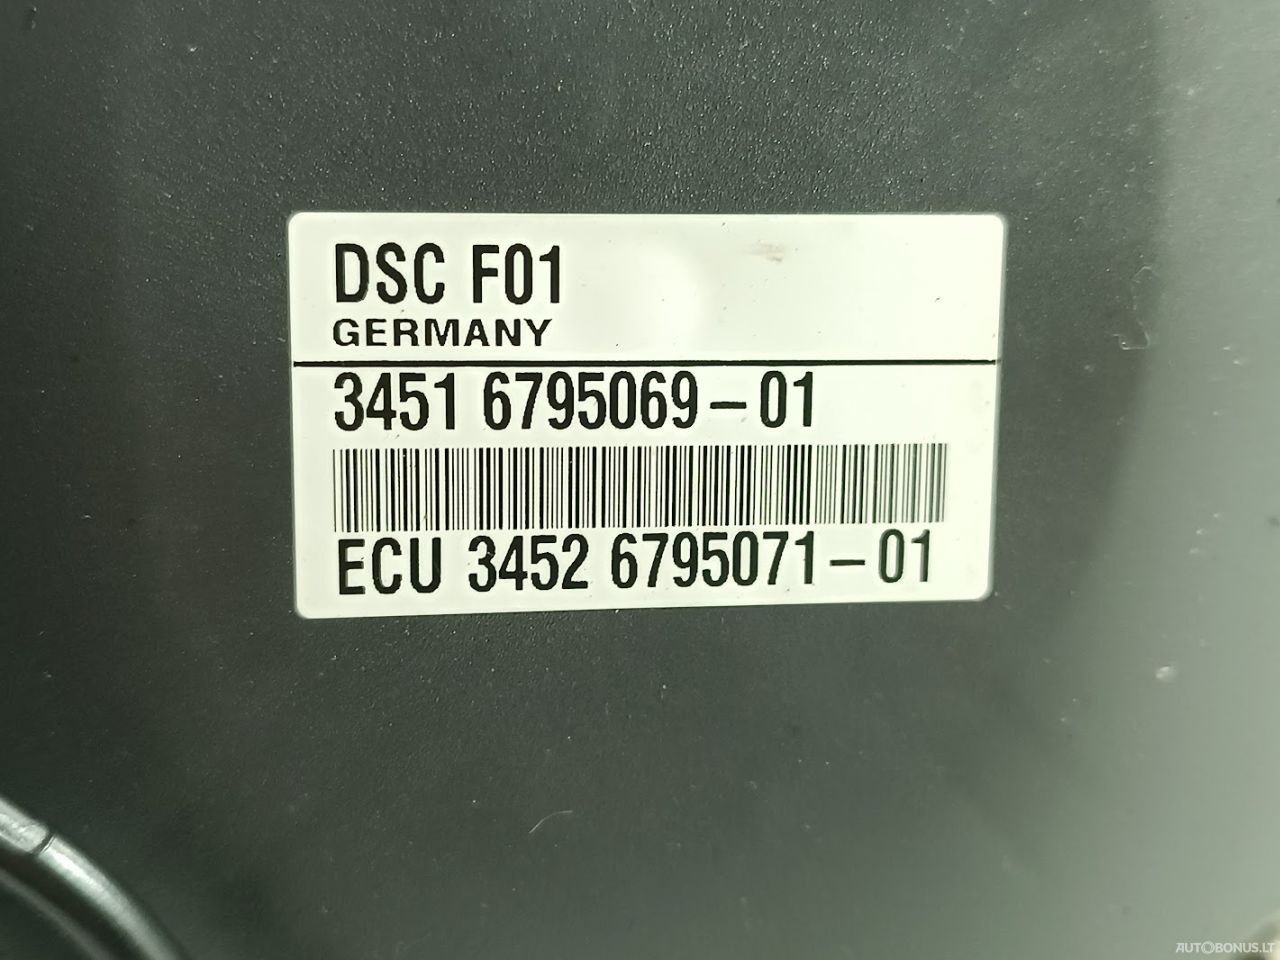 DSC F01
GERMANY
3451 6795069-01
ECU 3452 6795071-01
AUTOBONUS.LT